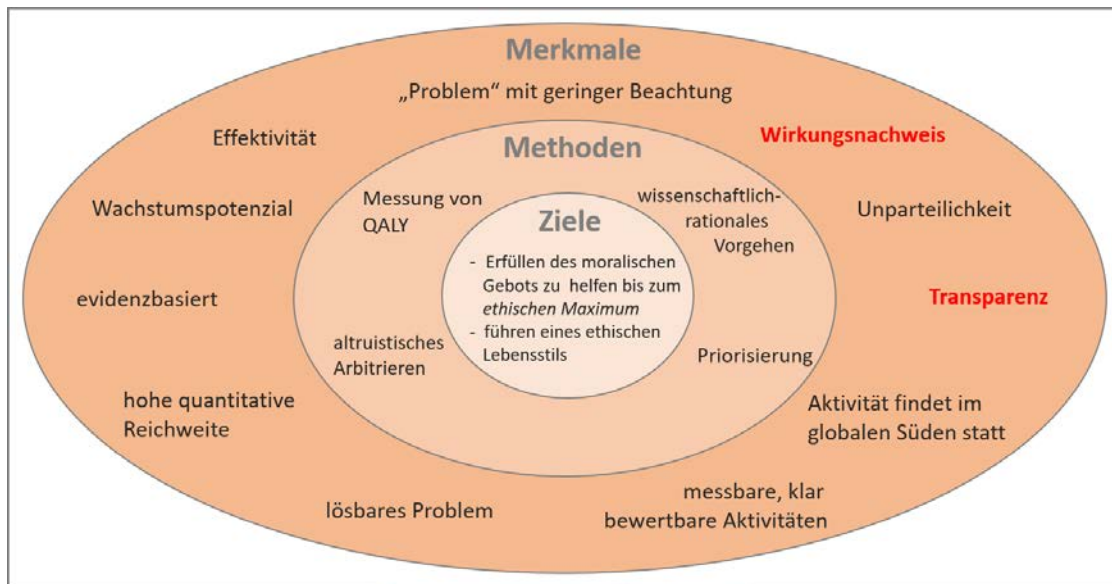 Merkmale
„Problem“ mit geringer Beachtung
Effektivität
Wirkungsnachweis
Wachstumspotenzial
Unparteilichkeit
evidenzbasiert
Transparenz
hohe quantitative
Reichweite
Aktivität findet im
globalen Süden statt
lösbares Problem
messbare, klar
bewertbare Aktivitäten
Methoden
Messung von
QALY
wissenschaftlich-
rationales
Vorgehen
altruistisches
Arbitrieren
Priorisierung
Ziele
- Erfüllen des moralischen
Gebots zu helfen bis zum
ethischen Maximum
- führen eines ethischen
Lebensstils